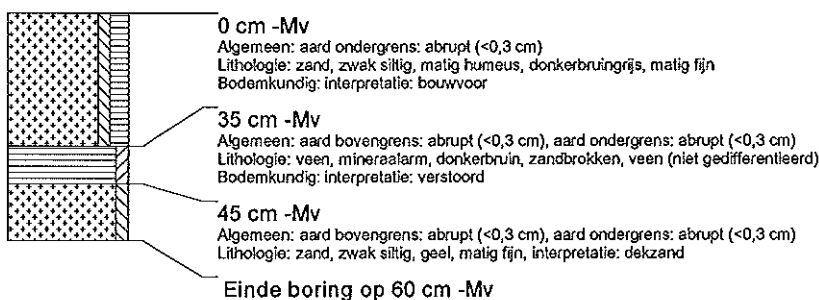 0 cm -Mv
Algemeen: aard ondergrens: abrupt (<0,3 cm)
Lithologie: zand, zwak siltig, matig humeus, donkerbruingrijs, matig fijn
Bodemkundig: interpretatie: bouwvoor
35 cm -Mv
Algemeen: aard bovengrens: abrupt (<0,3 cm), aard ondergrens: abrupt (<0,3 cm)
Lithologie: veen, mineraalarm, donkerbruin, zandbrokken, veen (niet gedifferentieerd)
Bodemkundig: interpretatie: verstoord
45 cm -Mv
Algemeen: aard bovengrens: abrupt (<0,3 cm), aard ondergrens: abrupt (<0,3 cm)
Lithologie: zand, zwak siltig, geel, matig fijn, interpretatie: dekzand
Einde boring op 60 cm -Mv